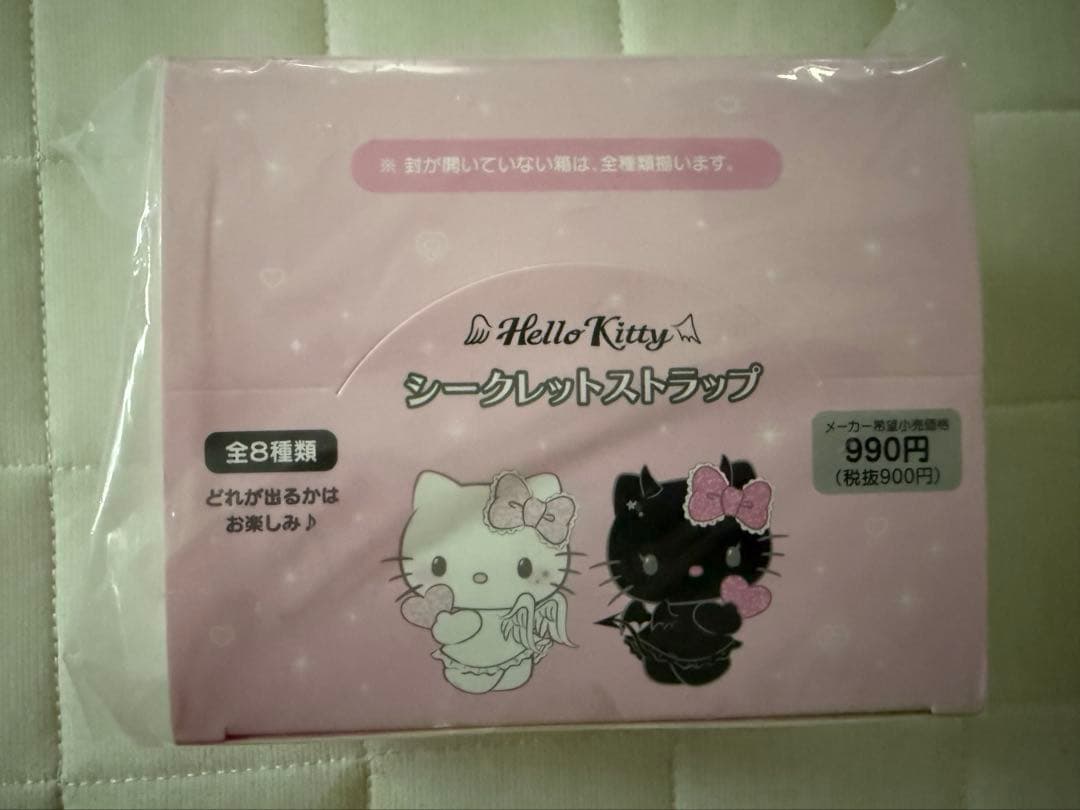 ※ 封が開いていない箱は、全種類揃います。
Hello Kitty
シークレットストラップ
全8種類
どれが出るかは
お楽しみ♪
メーカー希望小売価格
990円
(税抜900円)